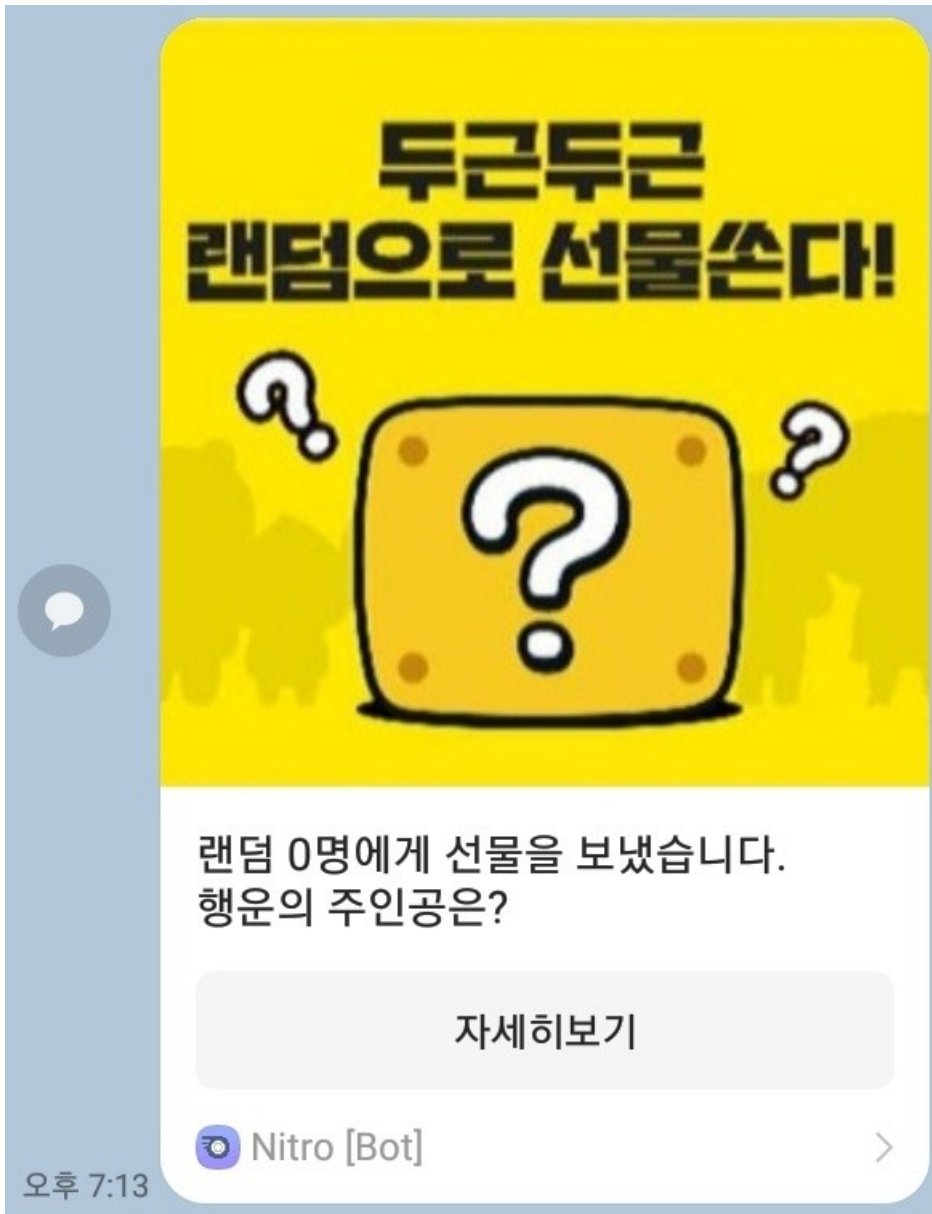 두근두근
랜덤으로 선물쏜다!
?
?
?
랜덤 0명에게 선물을 보냈습니다.
행운의 주인공은?
자세히보기
Nitro [Bot]
오후 7:13